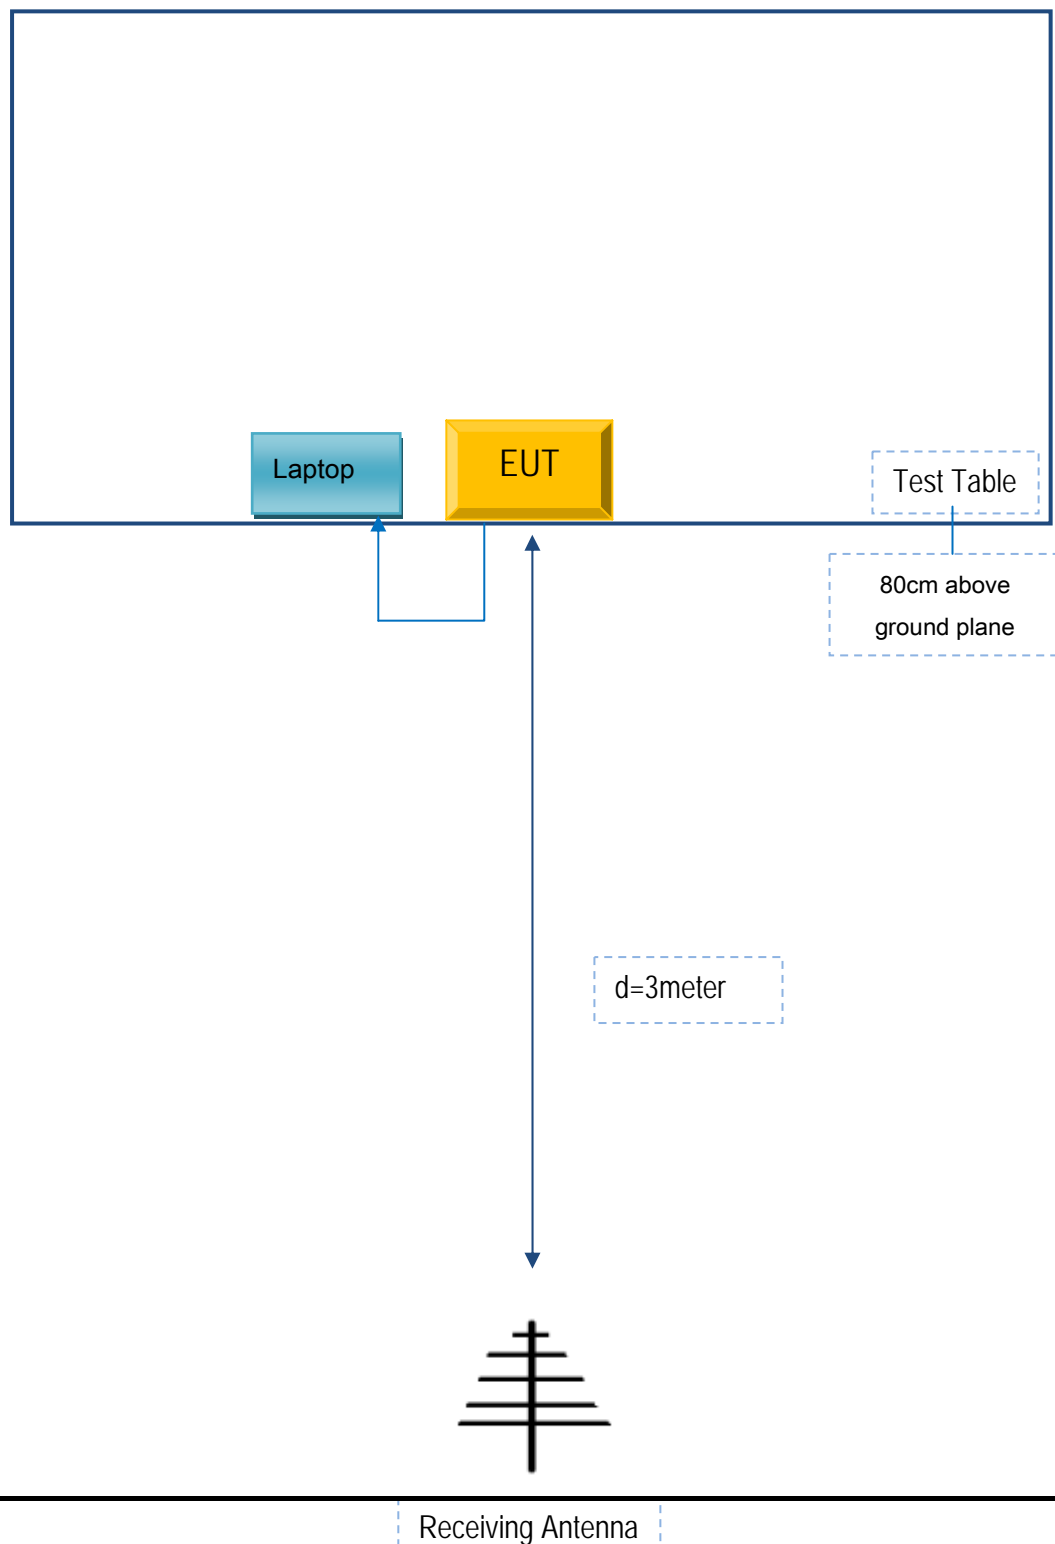 Laptop
EUT
Test Table
80cm above
ground plane
d=3meter
Receiving Antenna